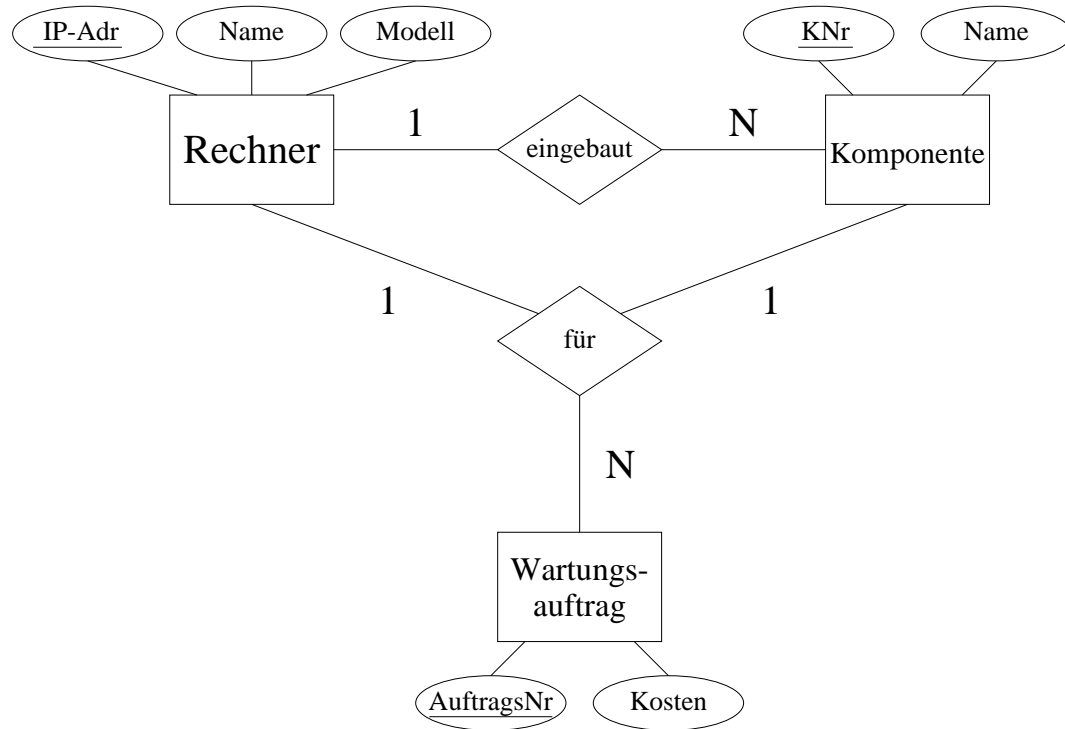 IP-Adr Name Modell KNr Name
Rechner 1 eingebaut N Komponente
1 für 1
N
Wartungs-
auftrag
AuftragsNr Kosten